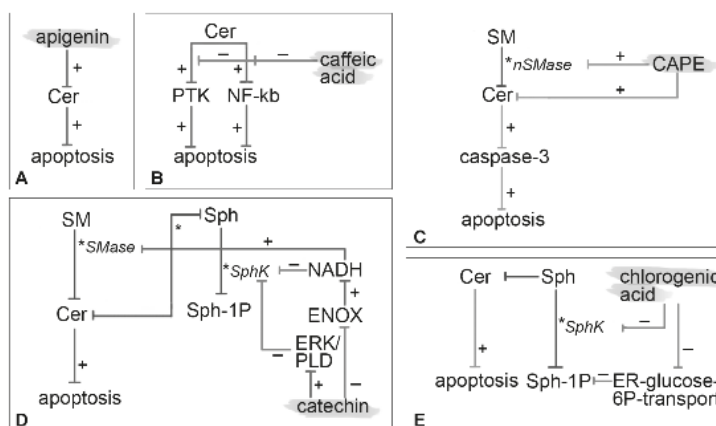 apigenin
+
Cer
+
apoptosis
A
Cer
– –
caffeic
acid
+ +
PTK NF-kb
+ +
apoptosis
B
SM
*nSMase
+
CAPE
Cer
+
+
caspase-3
+
apoptosis
C
SM
Sph
*
*SMase
+
*SphK
–
NADH
+
Cer
Sph-1P
ENOX
ERK/
PLD
–
+
+
–
apoptosis
catechin
D
Cer
Sph
chlorogenic
acid
*SphK
–
+
–
apoptosis
Sph-1P
–
ER-glucose-
6P-transport
E